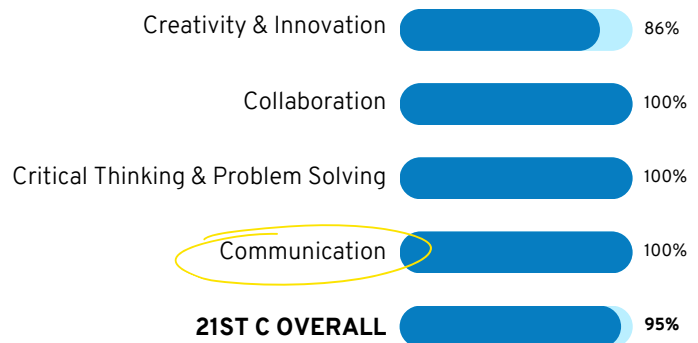 Creativity & Innovation 86%
Collaboration 100%
Critical Thinking & Problem Solving 100%
Communication 100%
21ST C OVERALL 95%